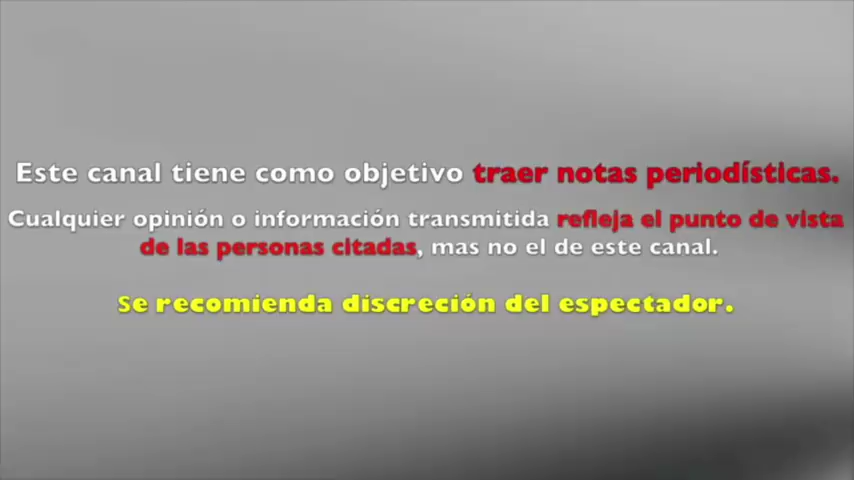 Este canal tiene como objetivo traer notas periodísticas.
Cualquier opinión o información transmitida refleja el punto de vista
de las personas citadas, mas no el de este canal.
Se recomienda discreción del espectador.